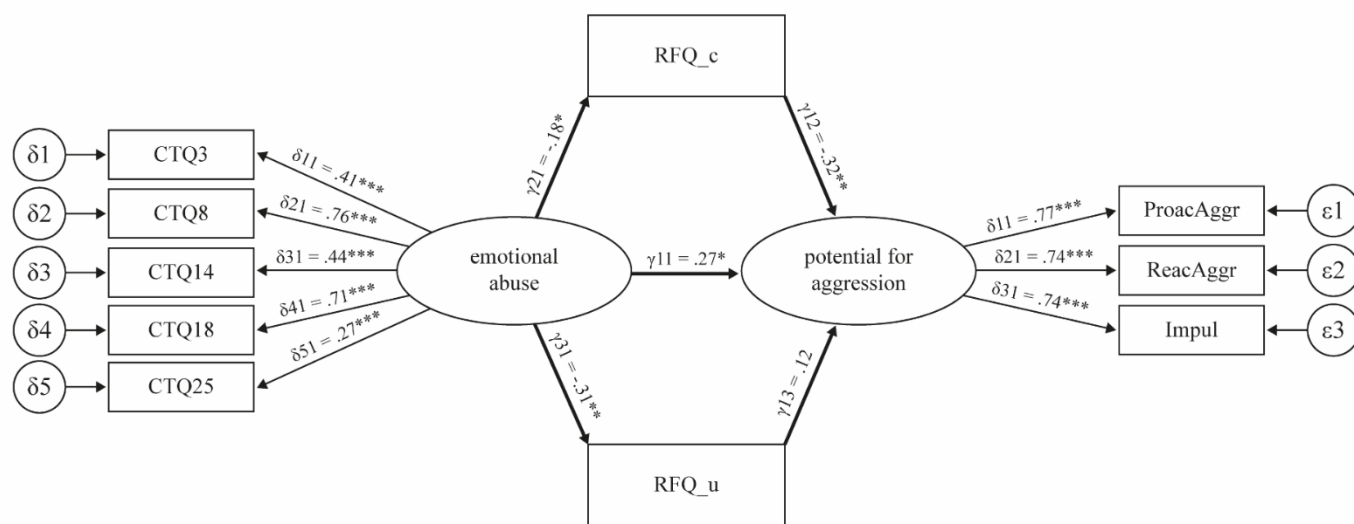 RFQ_c
γ21 = -.18*
γ12 = -.32**
δ1
CTQ3
δ11 = .41***
δ2
CTQ8
δ21 = .76***
δ3
CTQ14
δ31 = .44***
δ4
CTQ18
δ41 = .71***
δ5
CTQ25
δ51 = .27***
emotional
abuse
γ11 = .27*
potential for
aggression
δ11 = .77***
ProacAggr
ε1
δ21 = .74***
ReacAggr
ε2
δ31 = .74***
Impul
ε3
γ31 = -.31**
γ13 = .12
RFQ_u